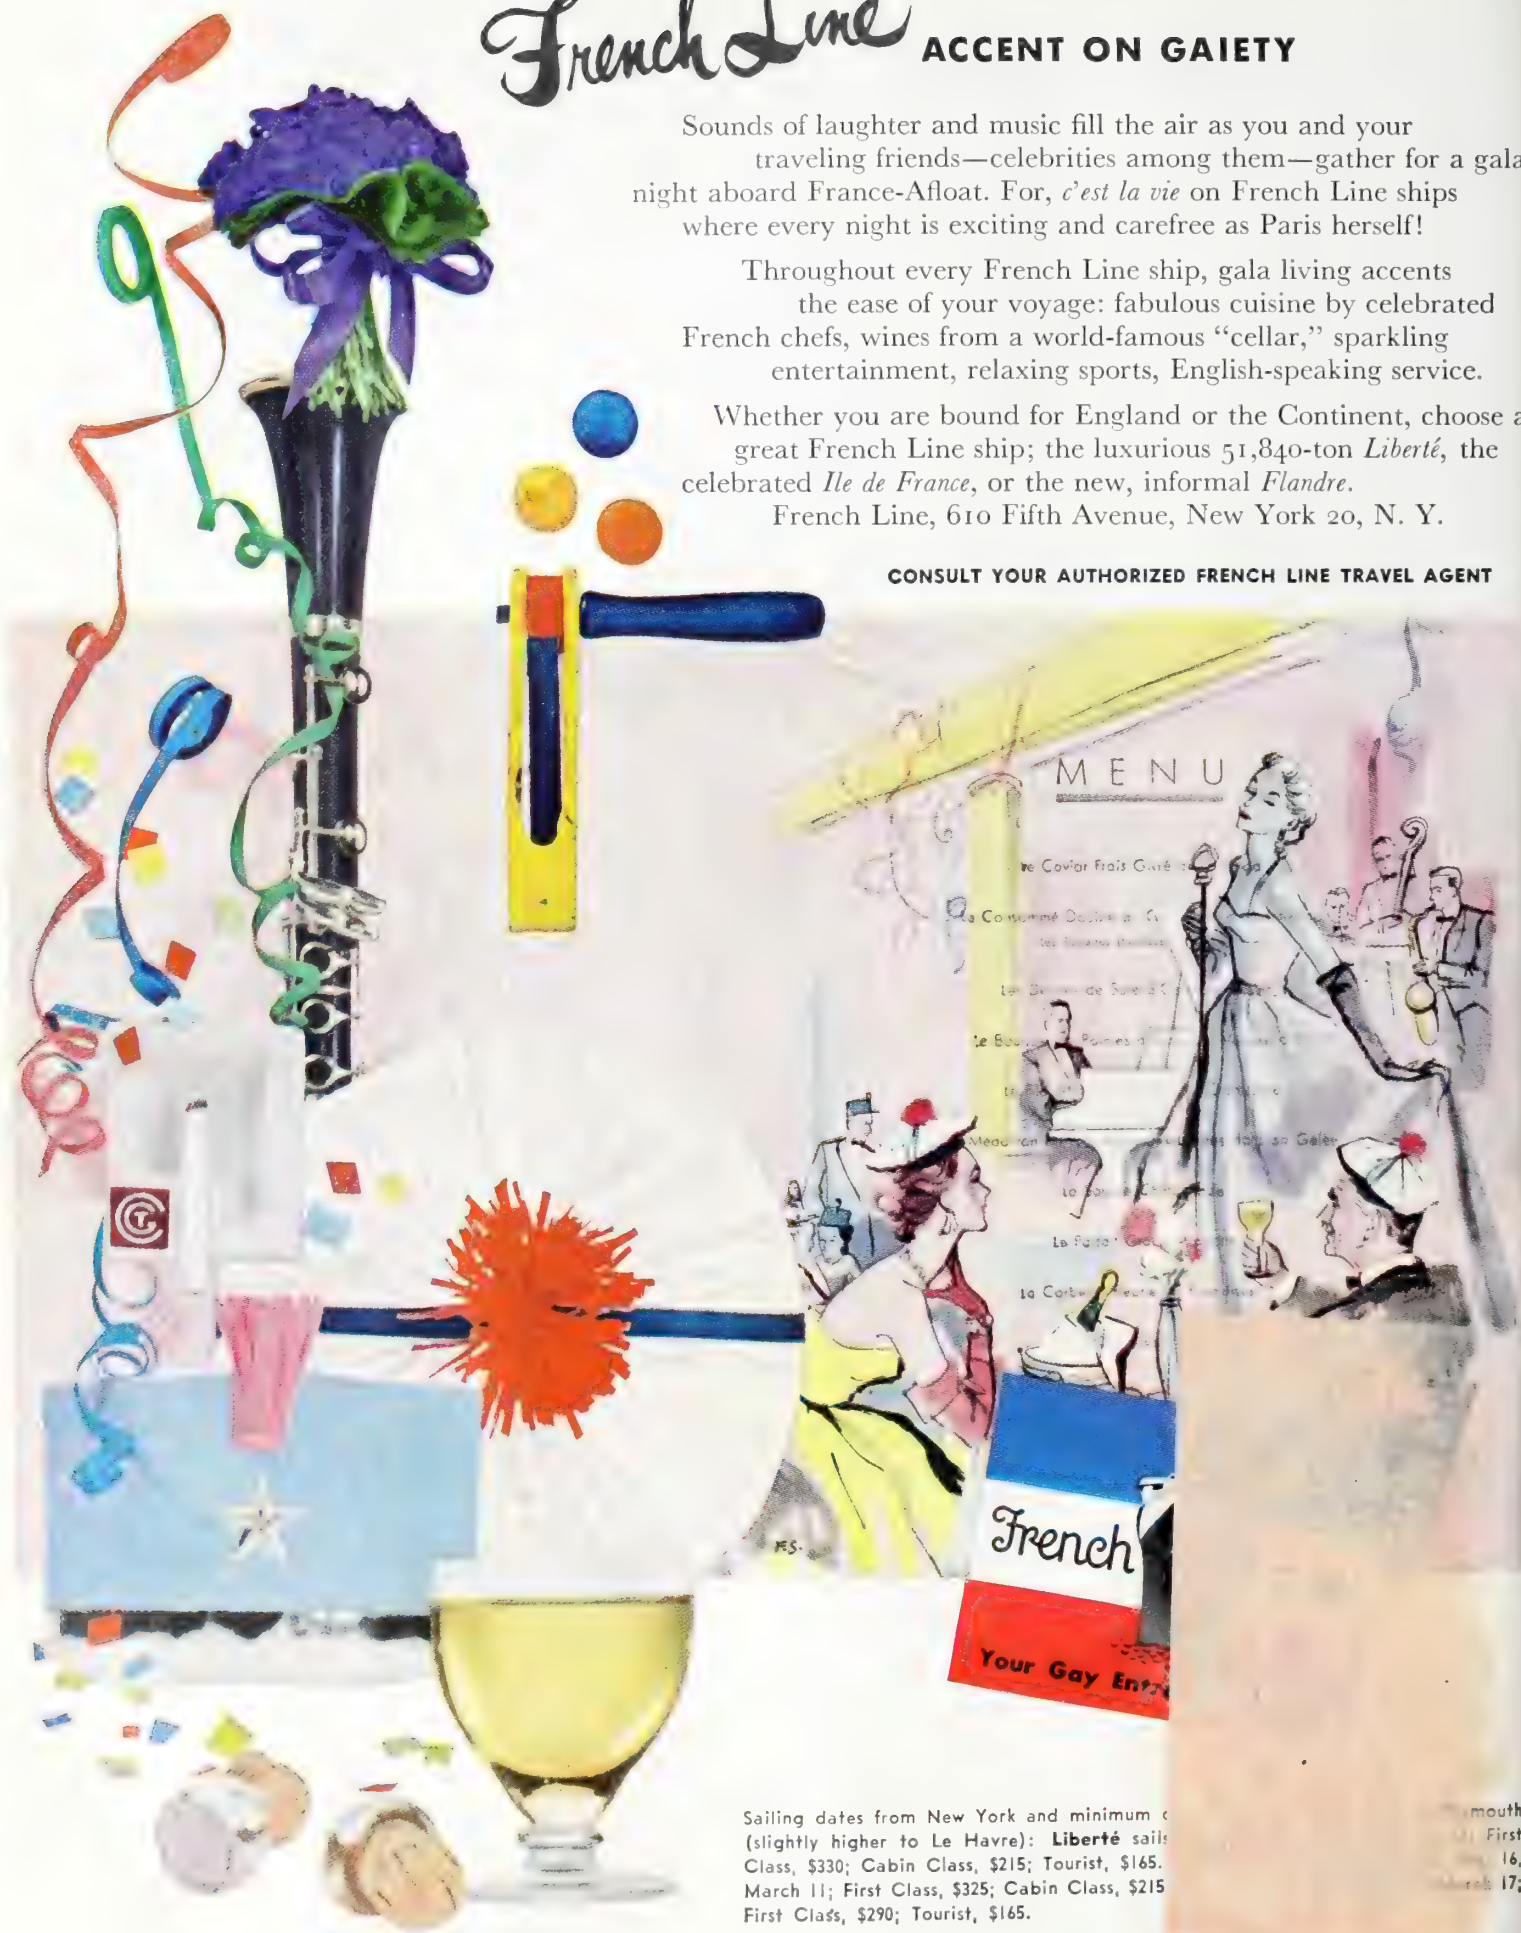 French Line ACCENT ON GAIETY
Sounds of laughter and music fill the air as you and your
traveling friends—celebrities among them—gather for a gala
night aboard France-Afloat. For, c'est la vie on French Line ships
where every night is exciting and carefree as Paris herself!
Throughout every French Line ship, gala living accents
the ease of your voyage: fabulous cuisine by celebrated
French chefs, wines from a world-famous “cellar,” sparkling
entertainment, relaxing sports, English-speaking service.
Whether you are bound for England or the Continent, choose a
great French Line ship; the luxurious 51,840-ton Liberté, the
celebrated Ile de France, or the new, informal Flandre.
French Line, 610 Fifth Avenue, New York 20, N. Y.
CONSULT YOUR AUTHORIZED FRENCH LINE TRAVEL AGENT
MENU
Caviar Frais
F.S.
French
Your Gay
Sailing dates from New York and minimum
(slightly higher to Le Havre): Liberté sails
First
Class, $330; Cabin Class, $215; Tourist, $165.
16,
March 11; First Class, $325; Cabin Class, $215
17;
First Class, $290; Tourist, $165.